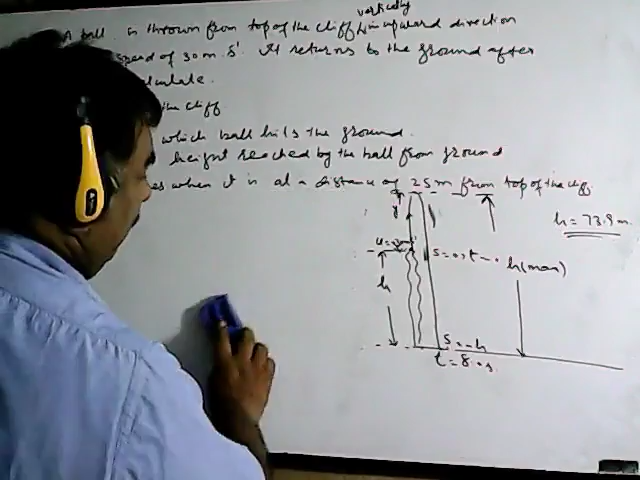 vertically
A ball is thrown from top of the cliff in upward direction
speed of 30 m s⁻¹. It returns to the ground after
calculate.
the cliff
which ball hits the ground.
height reached by the ball from ground
es when it is at a distance of 25 m from top of the cliff
h = 73.9 m
y
s = 0, t =
h(max)
h
s = -h
t = 8.0s